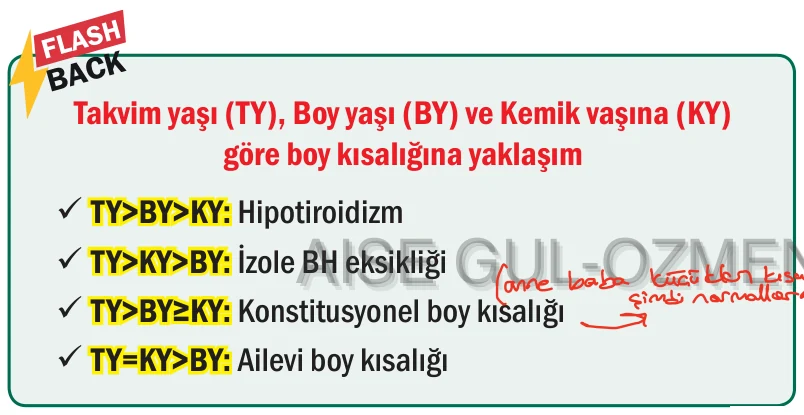 FLASH
BACK
Takvim yaşı (TY), Boy yaşı (BY) ve Kemik vaşına (KY)
göre boy kısalığına yaklaşım
✓ TY>BY>KY: Hipotiroidizm
✓ TY>KY>BY: İzole BH eksikliği
AISE GUL-OZMEN
(anne baba küçükken kısa
şimdi normaller
✓ TY>BY≥KY: Konstitusyonel boy kısalığı
✓ TY=KY>BY: Ailevi boy kısalığı